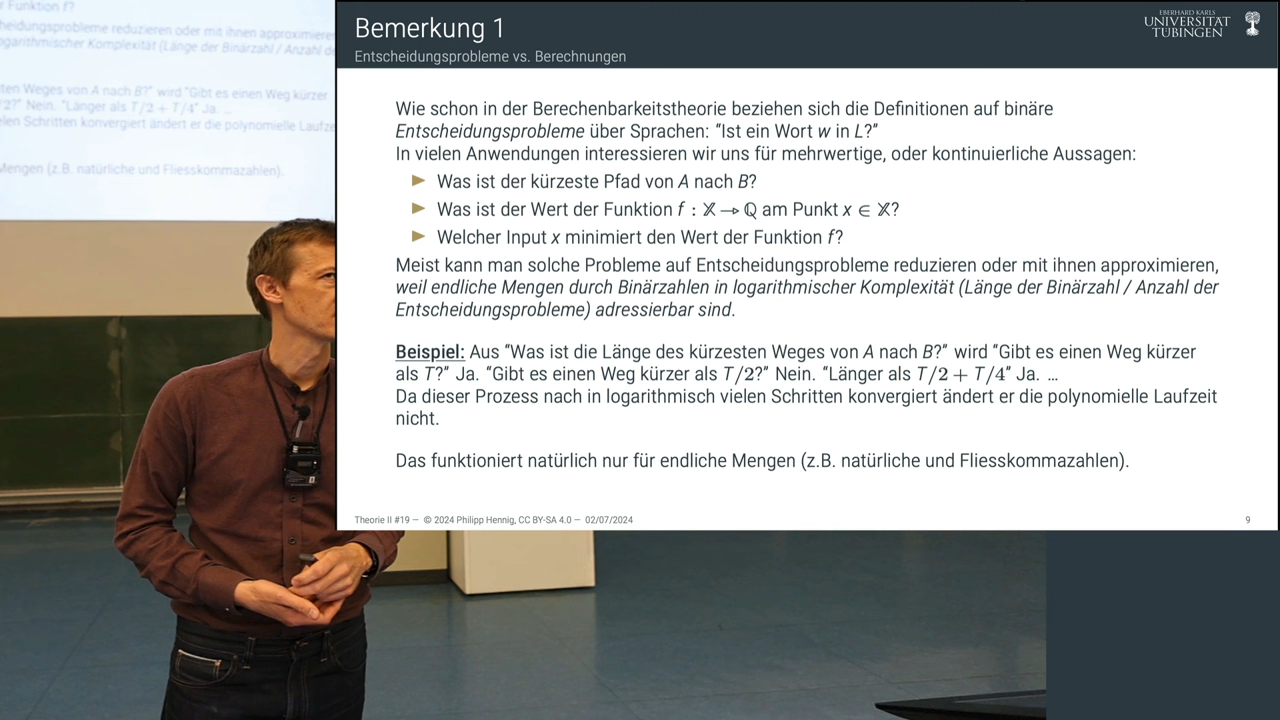 Bemerkung 1
Entscheidungsprobleme vs. Berechnungen
EBERHARD KARLS
UNIVERSITÄT
TÜBINGEN
Wie schon in der Berechenbarkeitstheorie beziehen sich die Definitionen auf binäre
Entscheidungsprobleme über Sprachen: "Ist ein Wort w in L?"
In vielen Anwendungen interessieren wir uns für mehrwertige, oder kontinuierliche Aussagen:
Was ist der kürzeste Pfad von A nach B?
Was ist der Wert der Funktion f : 𝕏 → ℚ am Punkt x ∈ 𝕏?
Welcher Input x minimiert den Wert der Funktion f?
Meist kann man solche Probleme auf Entscheidungsprobleme reduzieren oder mit ihnen approximieren,
weil endliche Mengen durch Binärzahlen in logarithmischer Komplexität (Länge der Binärzahl / Anzahl der
Entscheidungsprobleme) adressierbar sind.
Beispiel: Aus "Was ist die Länge des kürzesten Weges von A nach B?" wird "Gibt es einen Weg kürzer
als T?" Ja. "Gibt es einen Weg kürzer als T/2?" Nein. "Länger als T/2 + T/4" Ja. ...
Da dieser Prozess nach in logarithmisch vielen Schritten konvergiert ändert er die polynomielle Laufzeit
nicht.
Das funktioniert natürlich nur für endliche Mengen (z.B. natürliche und Fliesskommazahlen).
Theorie II #19 — © 2024 Philipp Hennig, CC BY-SA 4.0 — 02/07/2024
9
r Funktion f?
heidungsprobleme reduzieren oder mit ihnen approximiere
ogarithmischer Komplexität (Länge der Binärzahl / Anzahl de
ten Weges von A nach B?" wird "Gibt es einen Weg kürzer
/2?" Nein. "Länger als T/2 + T/4" Ja. ...
elen Schritten konvergiert ändert er die polynomielle Laufze
Mengen (z.B. natürliche und Fliesskommazahlen).